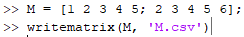 >> M = [1 2 3 4 5; 2 3 4 5 6];
>> writematrix(M, 'M.csv')